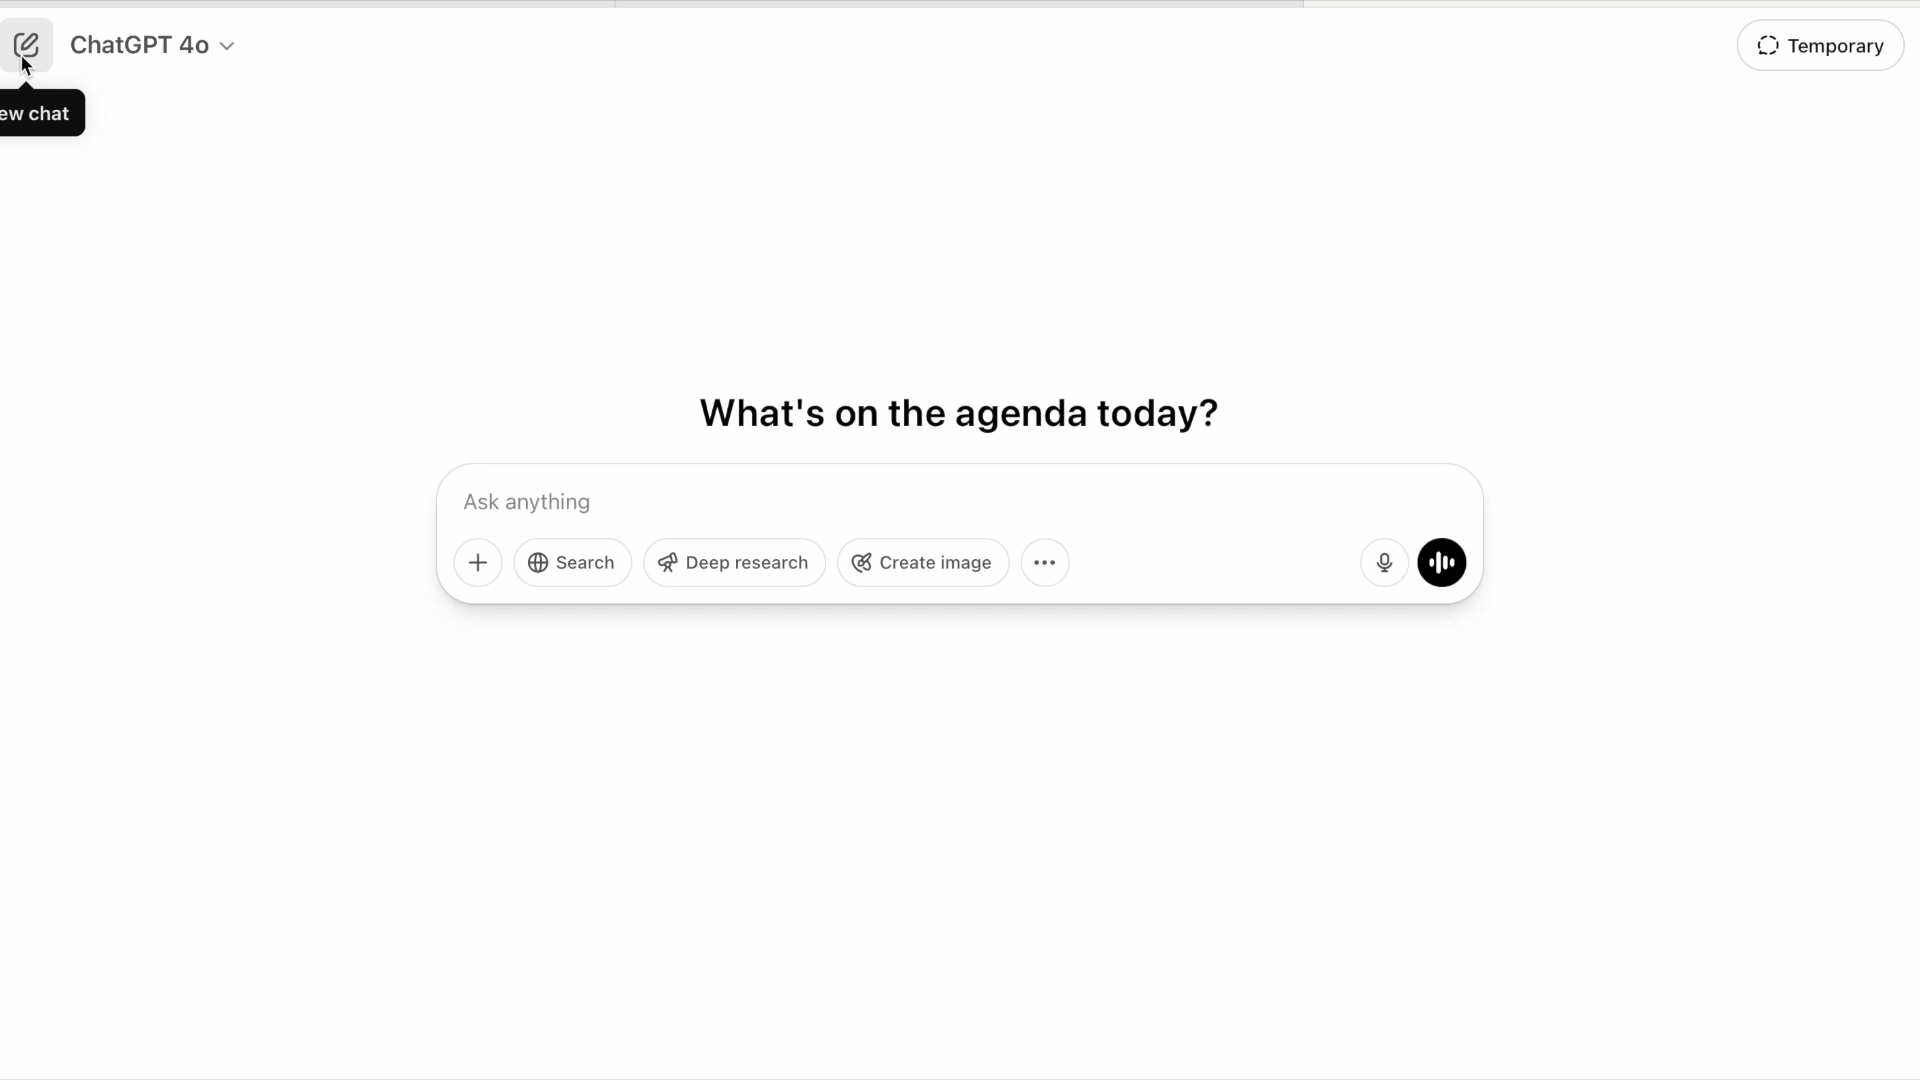 ChatGPT 4o
Temporary
ew chat
What's on the agenda today?
Ask anything
Search
Deep research
Create image